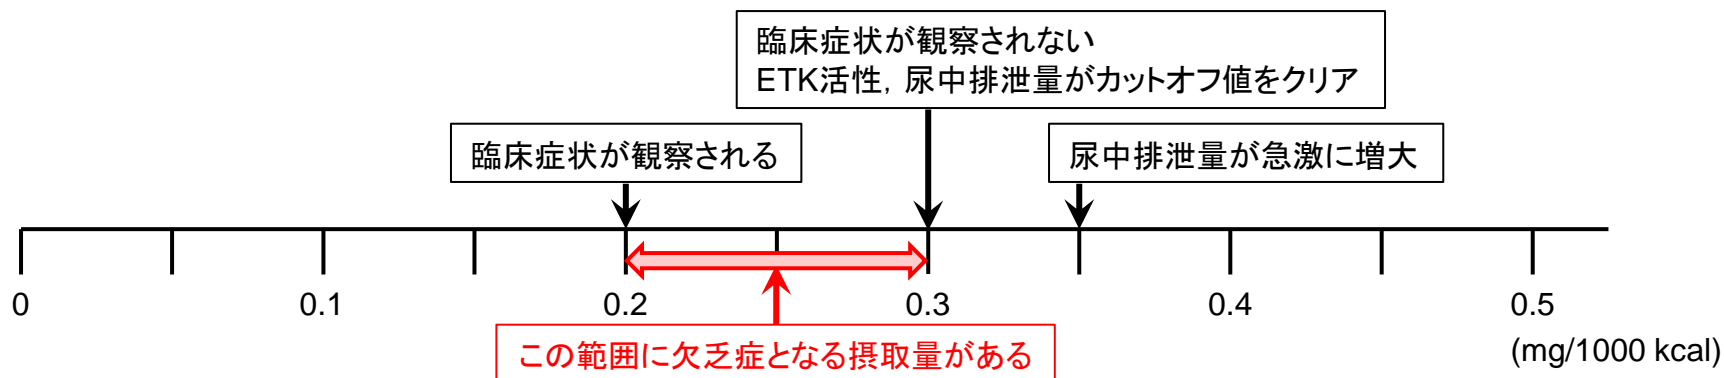 臨床症状が観察されない
ETK活性，尿中排泄量がカットオフ値をクリア
臨床症状が観察される
尿中排泄量が急激に増大
0
0.1
0.2
0.3
0.4
0.5
(mg/1000 kcal)
この範囲に欠乏症となる摂取量がある